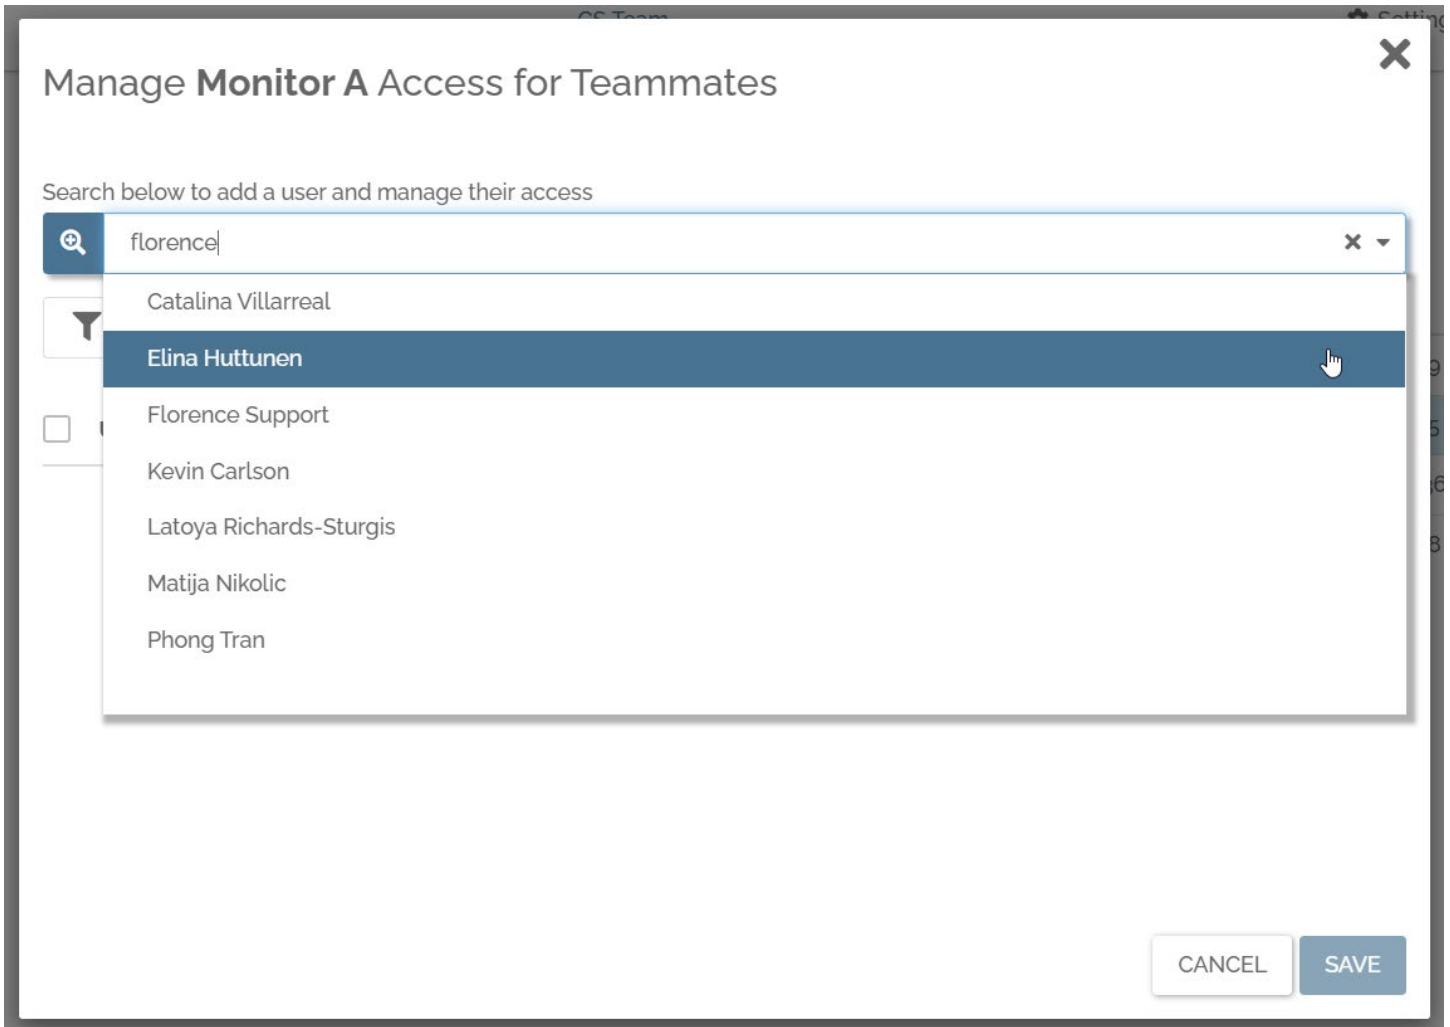 Manage Monitor A Access for Teammates
Search below to add a user and manage their access
florence
Catalina Villarreal
Elina Huttunen
Florence Support
Kevin Carlson
Latoya Richards-Sturgis
Matija Nikolic
Phong Tran
CANCEL
SAVE